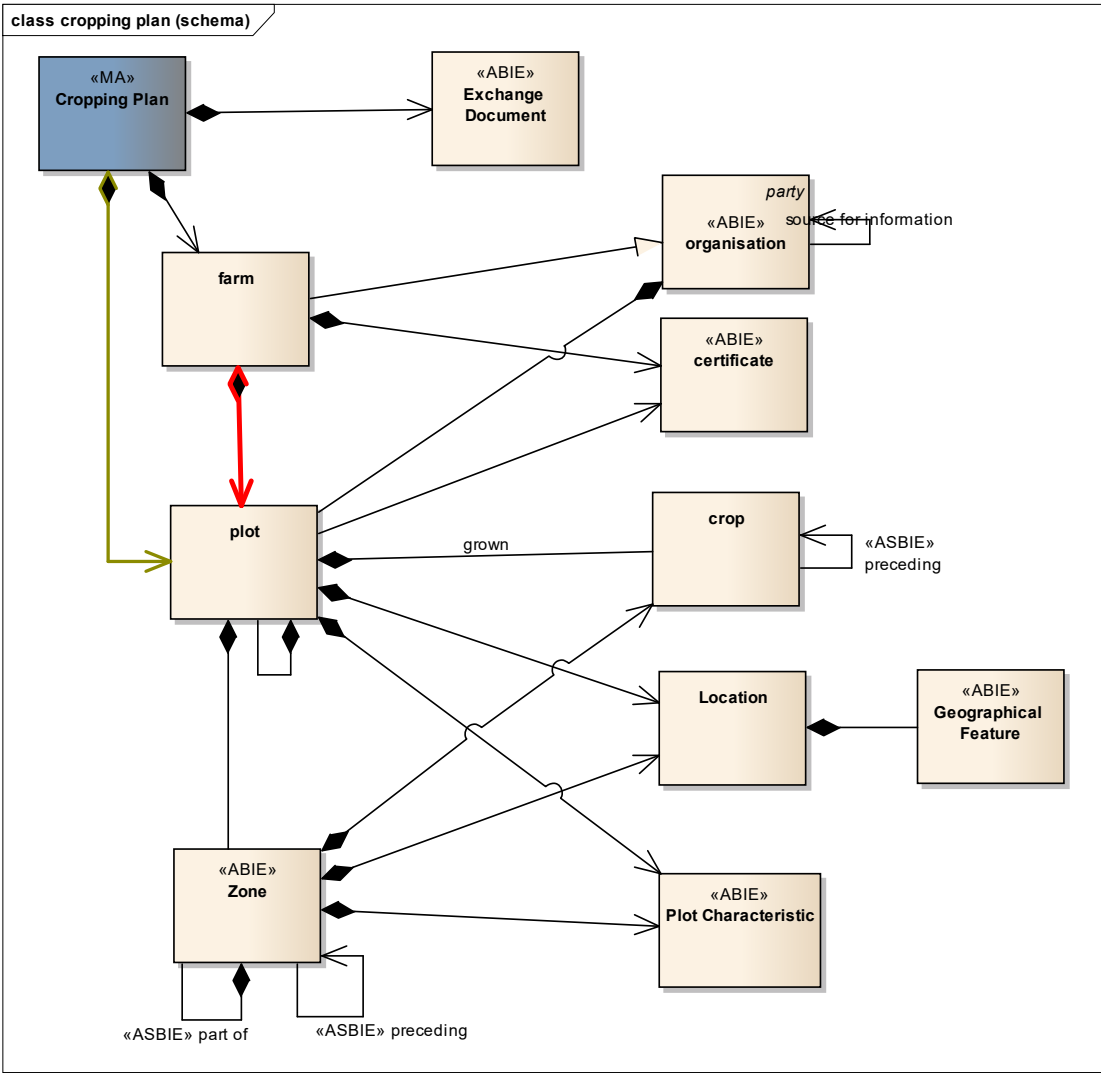 class cropping plan (schema)
«MA»
Cropping Plan
«ABIE»
Exchange
Document
party
«ABIE»
organisation
source for information
farm
«ABIE»
certificate
plot
grown
crop
«ASBIE»
preceding
Location
«ABIE»
Geographical
Feature
«ABIE»
Zone
«ABIE»
Plot Characteristic
«ASBIE» part of
«ASBIE» preceding